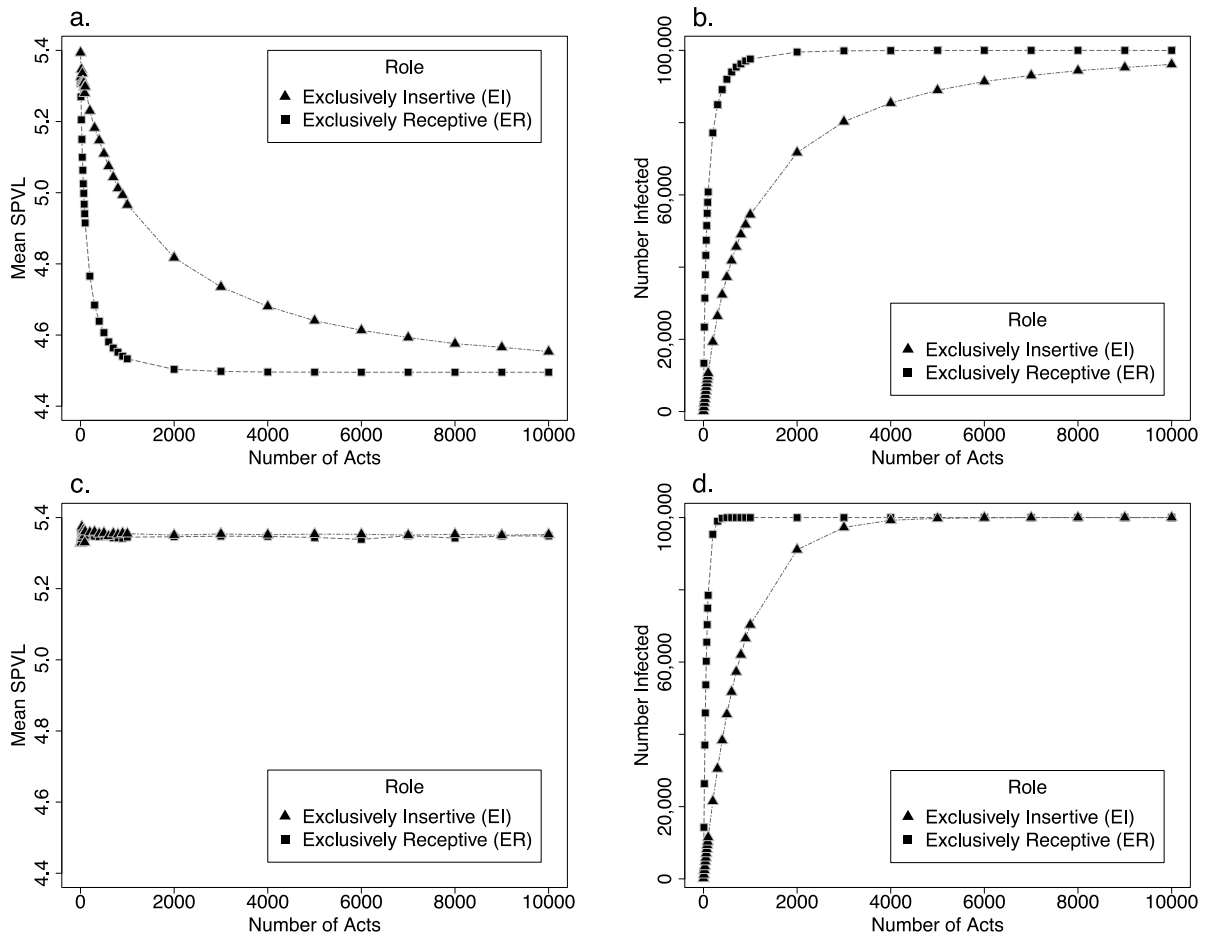 a.
5.4
5.2
5.0
4.8
4.6
4.4
Mean SPVL
Role
Exclusively Insertive (EI)
Exclusively Receptive (ER)
0 2000 4000 6000 8000 10000
Number of Acts
b.
100,000
60,000
20,000
0
Number Infected
Role
Exclusively Insertive (EI)
Exclusively Receptive (ER)
0 2000 4000 6000 8000 10000
Number of Acts
c.
5.4
5.2
5.0
4.8
4.6
4.4
Mean SPVL
Role
Exclusively Insertive (EI)
Exclusively Receptive (ER)
0 2000 4000 6000 8000 10000
Number of Acts
d.
100,000
60,000
20,000
0
Number Infected
Role
Exclusively Insertive (EI)
Exclusively Receptive (ER)
0 2000 4000 6000 8000 10000
Number of Acts